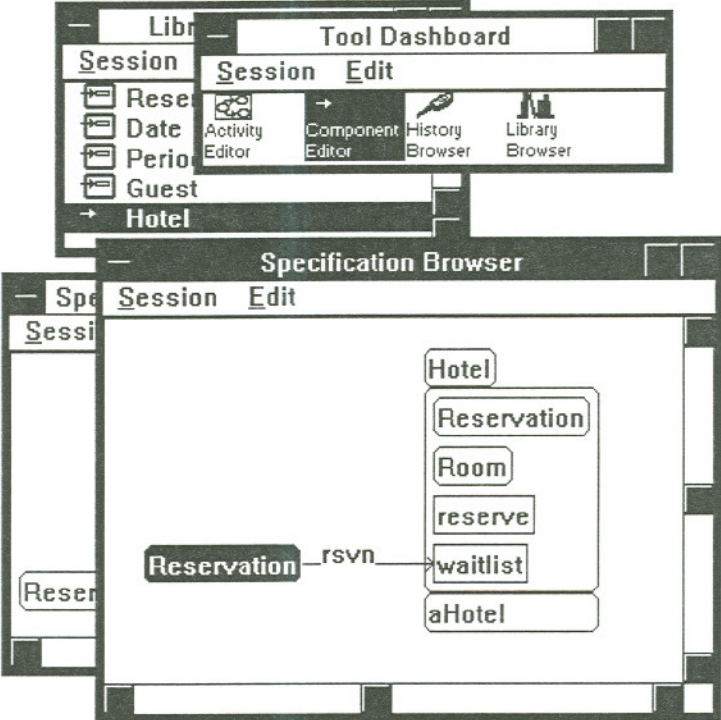 Libr
Tool Dashboard
Session
Session Edit
Reser
Date
Perio
Guest
Hotel
Activity Editor
Component Editor
History Browser
Library Browser
Specification Browser
Session Edit
Spe
Sessi
Hotel
Reservation
Room
reserve
waitlist
aHotel
Reservation
rsvn
Reser